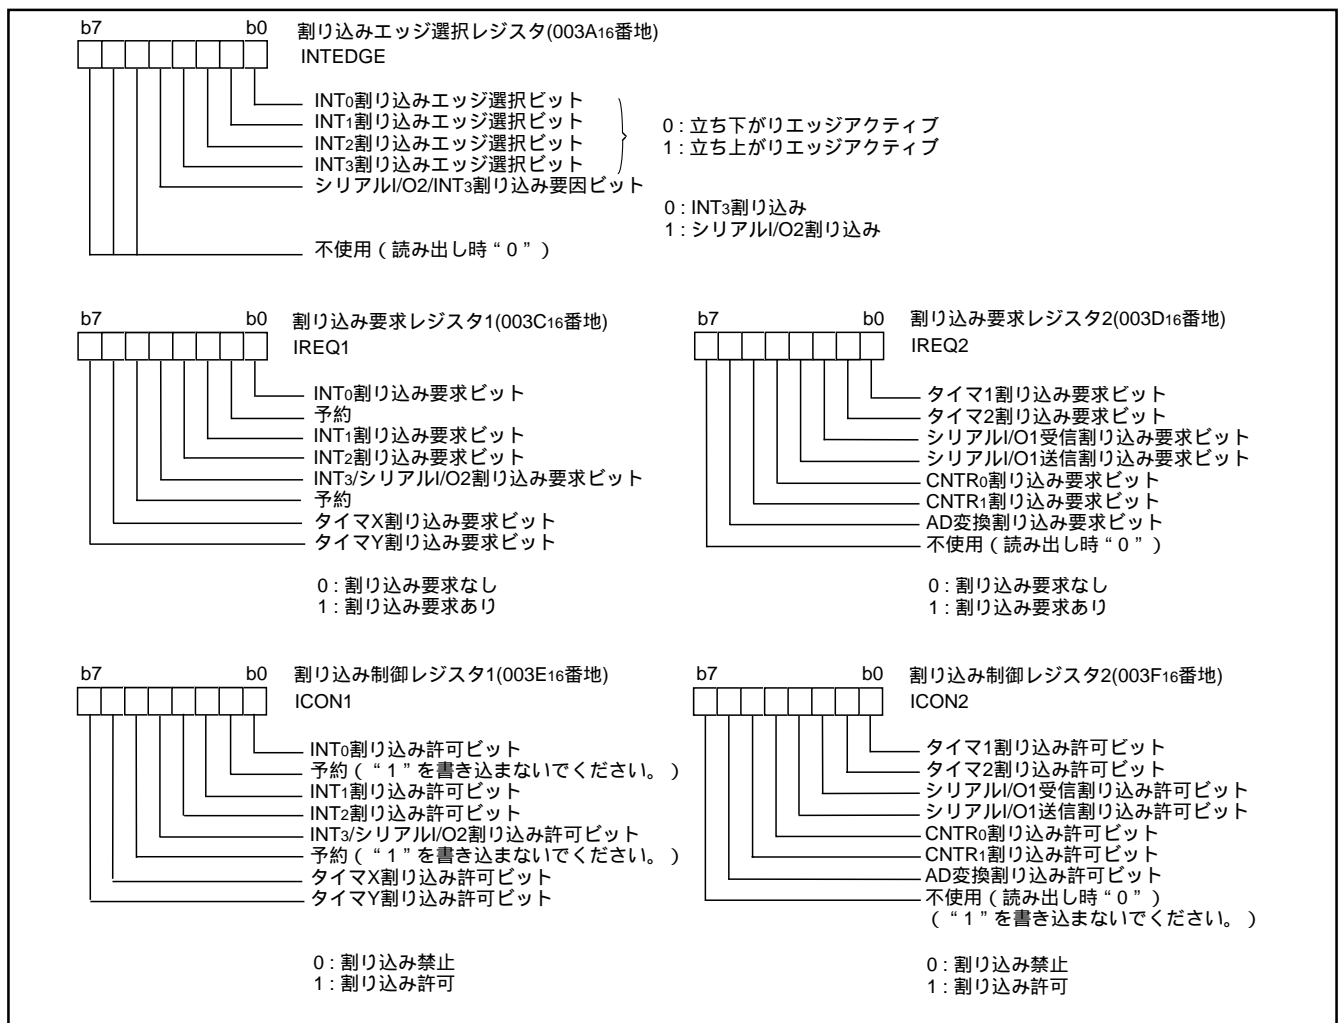 b7 b0 割り込みエッジ選択レジスタ(003A16番地)
INTEDGE
INT0割り込みエッジ選択ビット
INT1割り込みエッジ選択ビット
INT2割り込みエッジ選択ビット
INT3割り込みエッジ選択ビット
0 : 立ち下がりエッジアクティブ
1 : 立ち上がりエッジアクティブ
シリアルI/O2/INT3割り込み要因ビット
0 : INT3割り込み
1 : シリアルI/O2割り込み
不使用 ( 読み出し時 “ 0 ” )
b7 b0 割り込み要求レジスタ1(003C16番地)
IREQ1
INT0割り込み要求ビット
予約
INT1割り込み要求ビット
INT2割り込み要求ビット
INT3/シリアルI/O2割り込み要求ビット
予約
タイマX割り込み要求ビット
タイマY割り込み要求ビット
0 : 割り込み要求なし
1 : 割り込み要求あり
b7 b0 割り込み要求レジスタ2(003D16番地)
IREQ2
タイマ1割り込み要求ビット
タイマ2割り込み要求ビット
シリアルI/O1受信割り込み要求ビット
シリアルI/O1送信割り込み要求ビット
CNTR0割り込み要求ビット
CNTR1割り込み要求ビット
AD変換割り込み要求ビット
不使用 ( 読み出し時 “ 0 ” )
0 : 割り込み要求なし
1 : 割り込み要求あり
b7 b0 割り込み制御レジスタ1(003E16番地)
ICON1
INT0割り込み許可ビット
予約 ( “ 1 ” を書き込まないでください。 )
INT1割り込み許可ビット
INT2割り込み許可ビット
INT3/シリアルI/O2割り込み許可ビット
予約 ( “ 1 ” を書き込まないでください。 )
タイマX割り込み許可ビット
タイマY割り込み許可ビット
0 : 割り込み禁止
1 : 割り込み許可
b7 b0 割り込み制御レジスタ2(003F16番地)
ICON2
タイマ1割り込み許可ビット
タイマ2割り込み許可ビット
シリアルI/O1受信割り込み許可ビット
シリアルI/O1送信割り込み許可ビット
CNTR0割り込み許可ビット
CNTR1割り込み許可ビット
AD変換割り込み許可ビット
不使用 ( 読み出し時 “ 0 ” )
( “ 1 ” を書き込まないでください。 )
0 : 割り込み禁止
1 : 割り込み許可